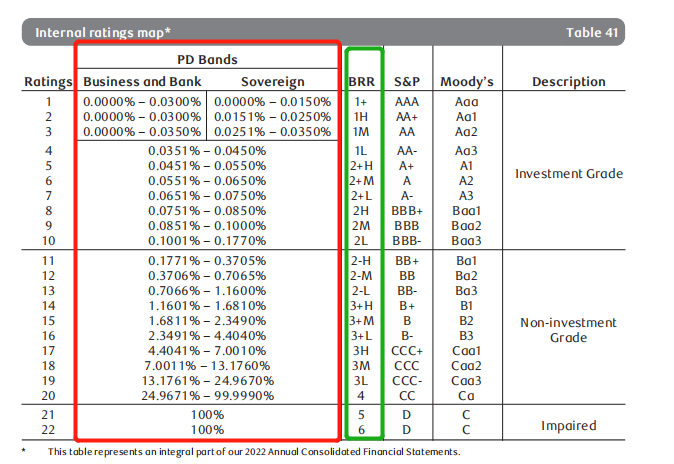 Internal ratings map* Table 41
PD Bands
Ratings Business and Bank Sovereign BRR S&P Moody's Description
1 0.0000% – 0.0300% 0.0000% – 0.0150% 1+ AAA Aaa
2 0.0000% – 0.0300% 0.0151% – 0.0250% 1H AA+ Aa1
3 0.0000% – 0.0350% 0.0251% – 0.0350% 1M AA Aa2
4 0.0351% – 0.0450% 1L AA- Aa3
5 0.0451% – 0.0550% 2+H A+ A1 Investment Grade
6 0.0551% – 0.0650% 2+M A A2
7 0.0651% – 0.0750% 2+L A- A3
8 0.0751% – 0.0850% 2H BBB+ Baa1
9 0.0851% – 0.1000% 2M BBB Baa2
10 0.1001% – 0.1770% 2L BBB- Baa3
11 0.1771% – 0.3705% 2-H BB+ Ba1
12 0.3706% – 0.7065% 2-M BB Ba2
13 0.7066% – 1.1600% 2-L BB- Ba3
14 1.1601% – 1.6810% 3+H B+ B1
15 1.6811% – 2.3490% 3+M B B2 Non-investment
16 2.3491% – 4.4040% 3+L B- B3 Grade
17 4.4041% – 7.0010% 3H CCC+ Caa1
18 7.0011% – 13.1760% 3M CCC Caa2
19 13.1761% – 24.9670% 3L CCC- Caa3
20 24.9671% – 99.9990% 4 CC Ca
21 100% 5 D C Impaired
22 100% 6 D C
* This table represents an integral part of our 2022 Annual Consolidated Financial Statements.